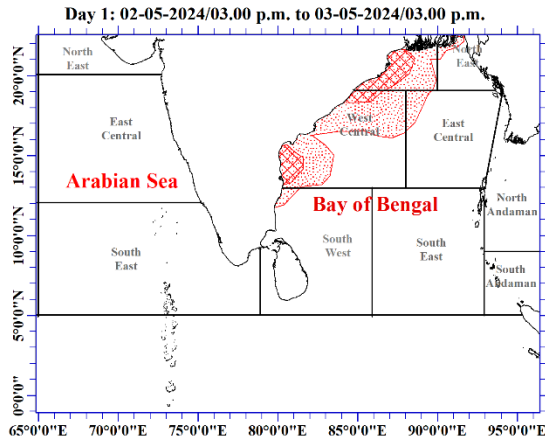 Day 1: 02-05-2024/03.00 p.m. to 03-05-2024/03.00 p.m.
20°0'0"N
15°0'0"N
10°0'0"N
5°0'0"N
0°0'0"
North
East
North
East
East
Central
West
Central
East
Central
Arabian Sea
Bay of Bengal
North
Andaman
South
East
South
West
South
East
South
Andaman
65°0'0"E
70°0'0"E
75°0'0"E
80°0'0"E
85°0'0"E
90°0'0"E
95°0'0"E